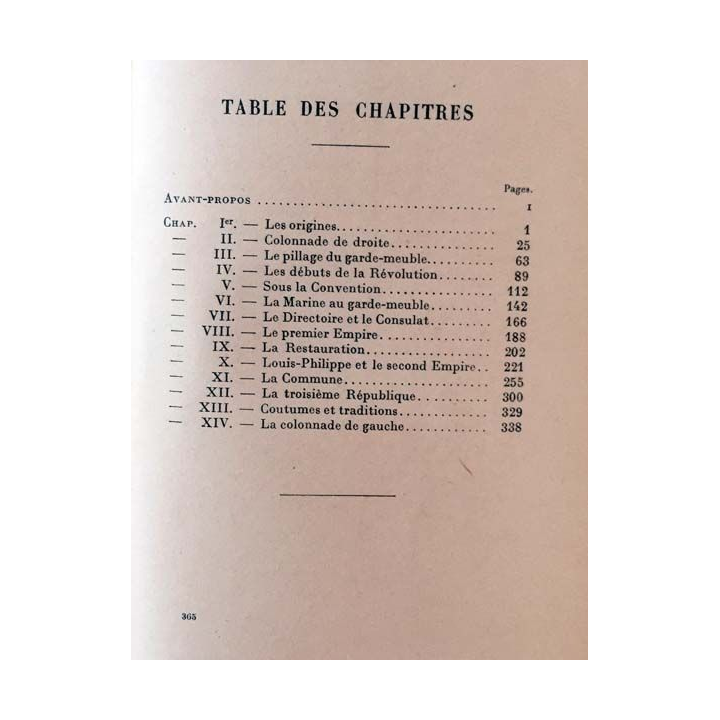 TABLE DES CHAPITRES
Pages.
AVANT-PROPOS .................................. I
CHAP. Ier. — Les origines...................... 1
— II. — Colonnade de droite............... 25
— III. — Le pillage du garde-meuble......... 63
— IV. — Les débuts de la Révolution........ 89
— V. — Sous la Convention................ 112
— VI. — La Marine au garde-meuble......... 142
— VII. — Le Directoire et le Consulat......... 166
— VIII. — Le premier Empire................ 188
— IX. — La Restauration.................. 202
— X. — Louis-Philippe et le second Empire.. 221
— XI. — La Commune..................... 255
— XII. — La troisième République.......... 300
— XIII. — Coutumes et traditions............. 329
— XIV. — La colonnade de gauche............ 338
365